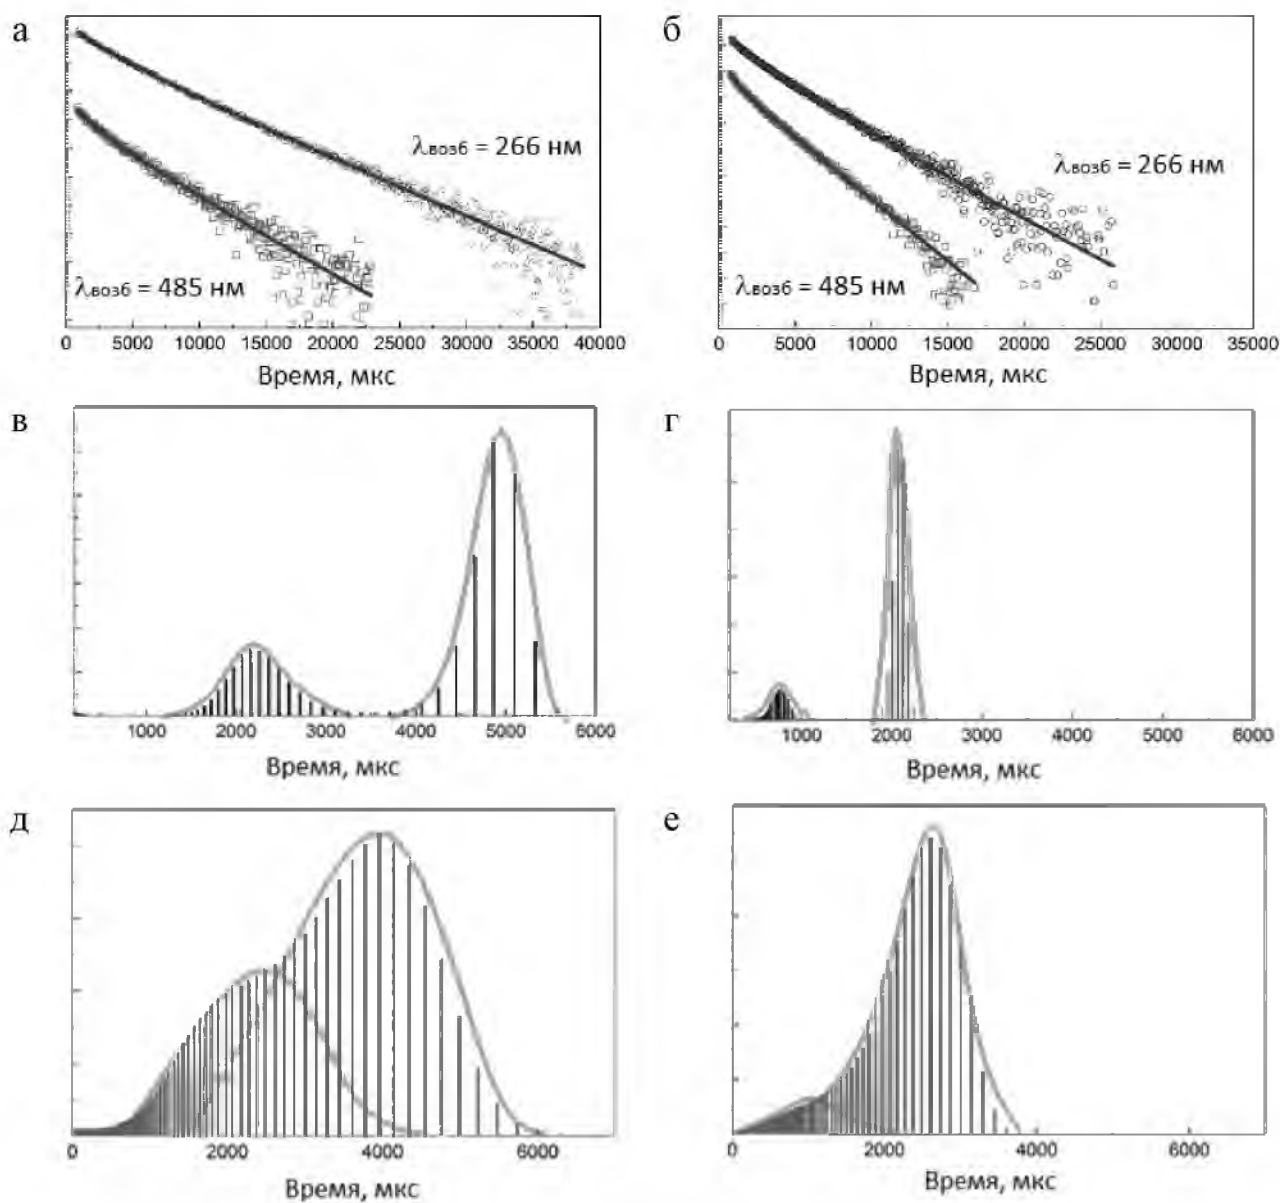 а
б
λвозб = 266 нм
λвозб = 485 нм
0 5000 10000 15000 20000 25000 30000 35000 40000
Время, мкс
λвозб = 266 нм
λвозб = 485 нм
0 5000 10000 15000 20000 25000 30000 35000
Время, мкс
в
1000 2000 3000 4000 5000 6000
Время, мкс
г
1000 2000 3000 4000 5000 6000
Время, мкс
д
0 2000 4000 6000
Время, мкс
е
0 2000 4000 6000
Время, мкс